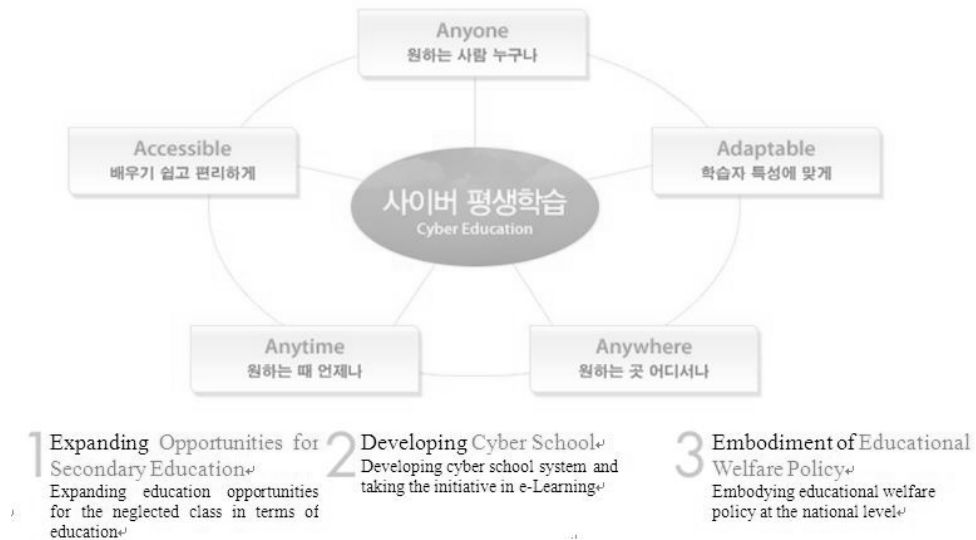 Anyone
원하는 사람 누구나
Accessible
배우기 쉽고 편리하게
Adaptable
학습자 특성에 맞게
사이버 평생학습
Cyber Education
Anytime
원하는 때 언제나
Anywhere
원하는 곳 어디서나
1 Expanding Opportunities for
Secondary Education
Expanding education opportunities
for the neglected class in terms of
education
2 Developing Cyber School
Developing cyber school system and
taking the initiative in e-Learning
3 Embodiment of Educational
Welfare Policy
Embodying educational welfare
policy at the national level